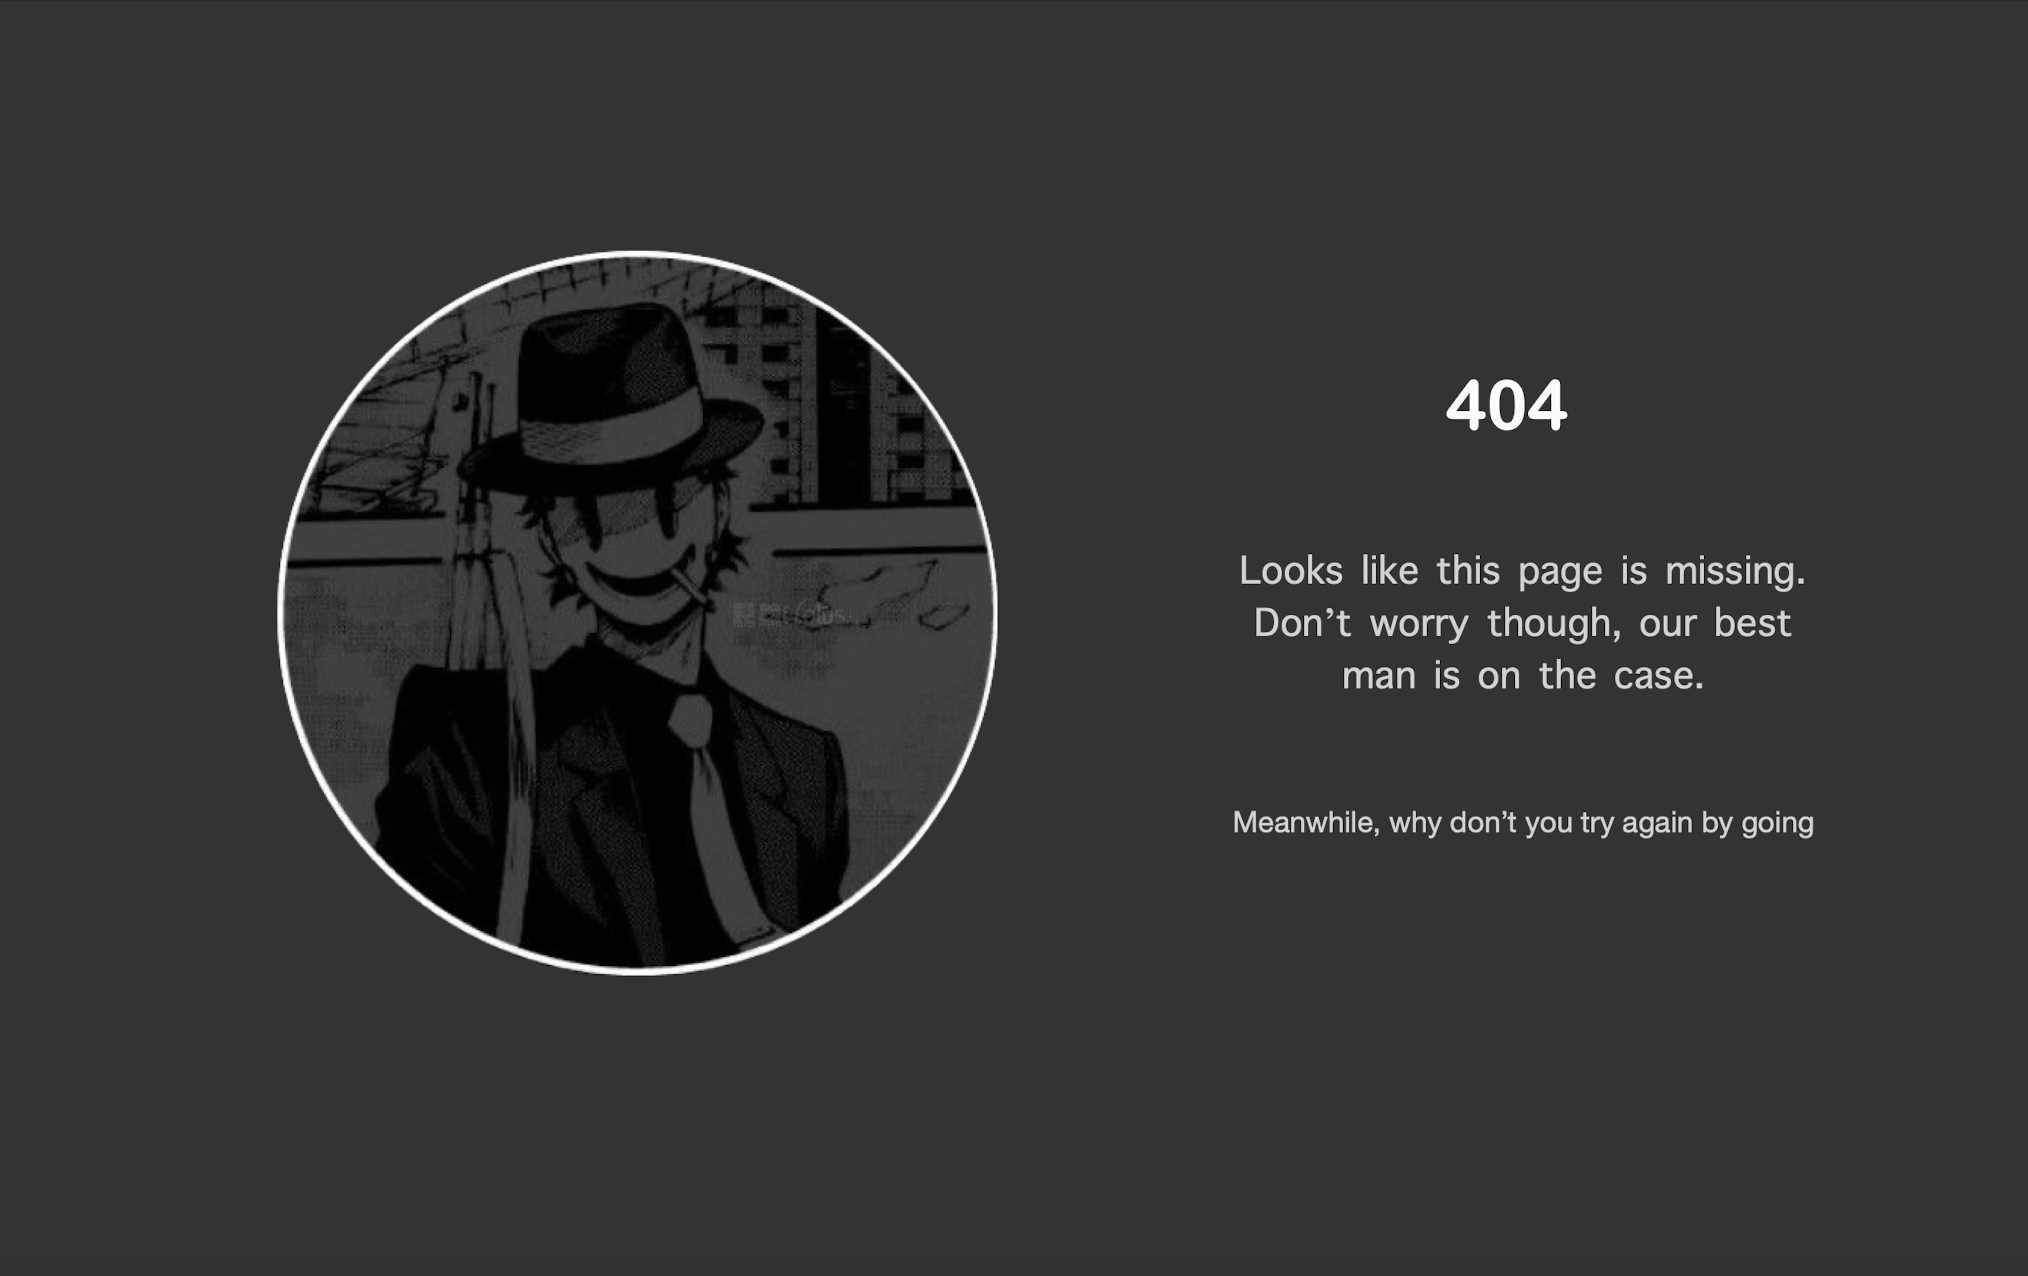 404
Looks like this page is missing.
Don’t worry though, our best
man is on the case.
Meanwhile, why don’t you try again by going